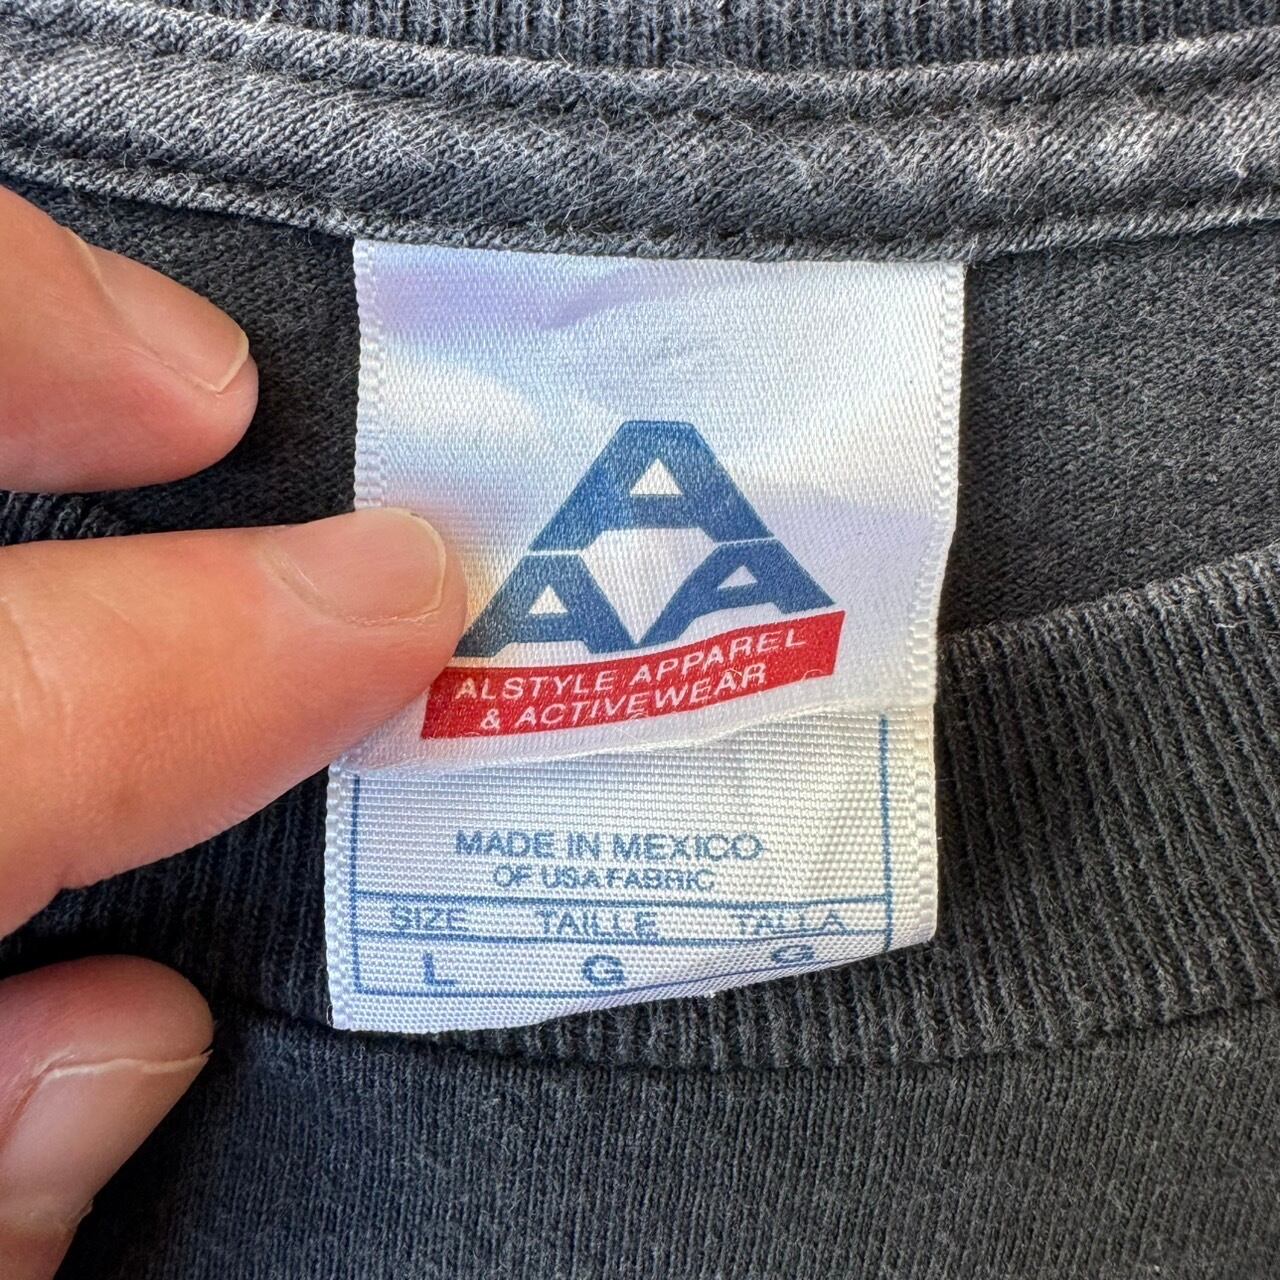 A
A A
ALSTYLE APPAREL
& ACTIVEWEAR
MADE IN MEXICO
OF USA FABRIC
SIZE TAILLE TALLA
L G G